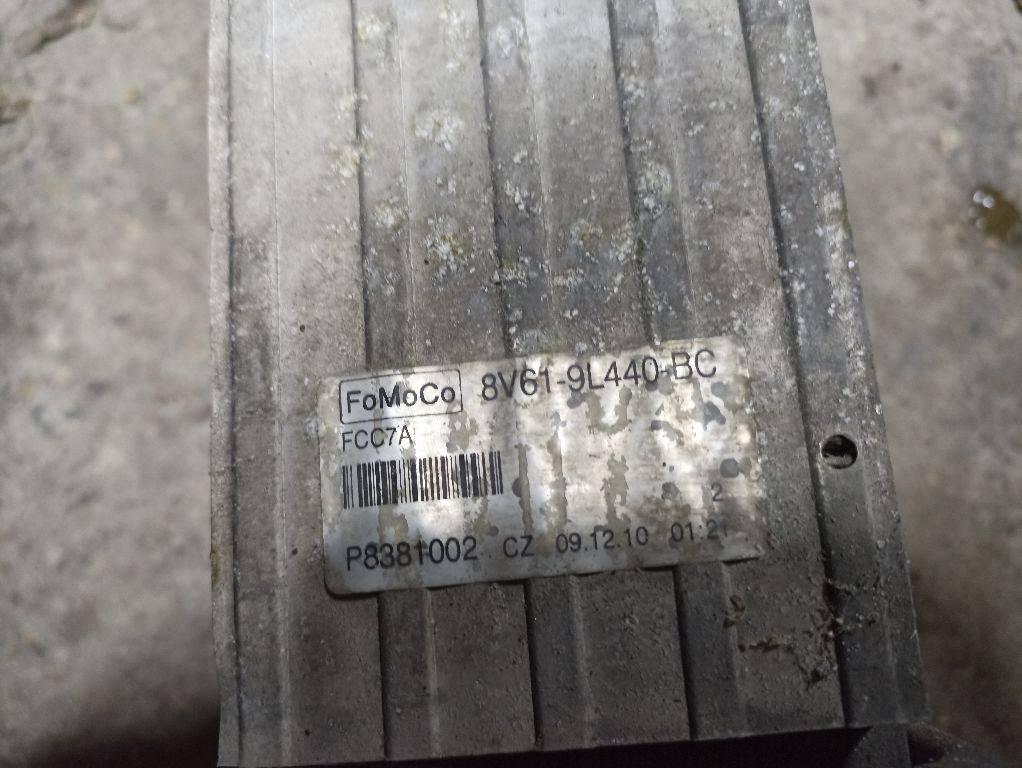 FoMoCo 8V61-9L440-BC
FCC7A
2
P8381002 CZ 09.12.10 01:21